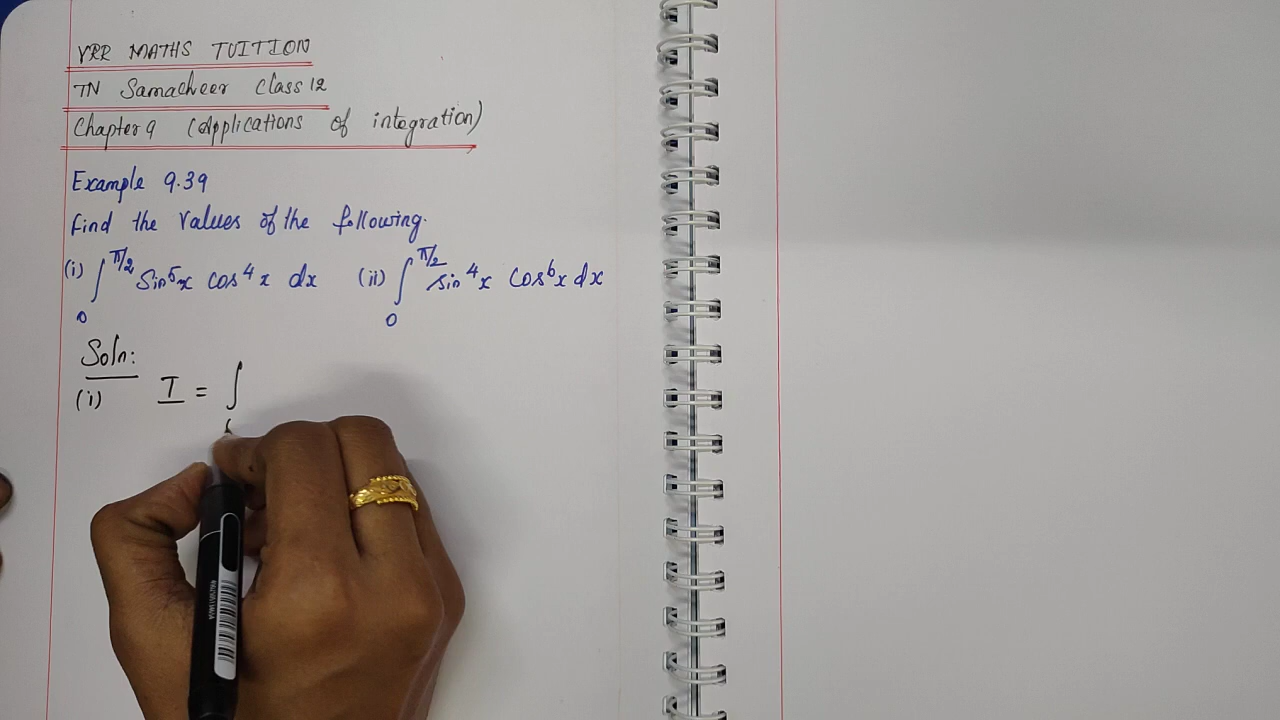 VRR MATHS TUITION
TN Samacheer Class 12
Chapter 9 (Applications of integration)
Example 9.39
Find the values of the following.
(i) ∫₀^π/2 Sin⁵x cos⁴x dx (ii) ∫₀^π/2 sin⁴x cos⁶x dx
Soln:
(i) I = ∫